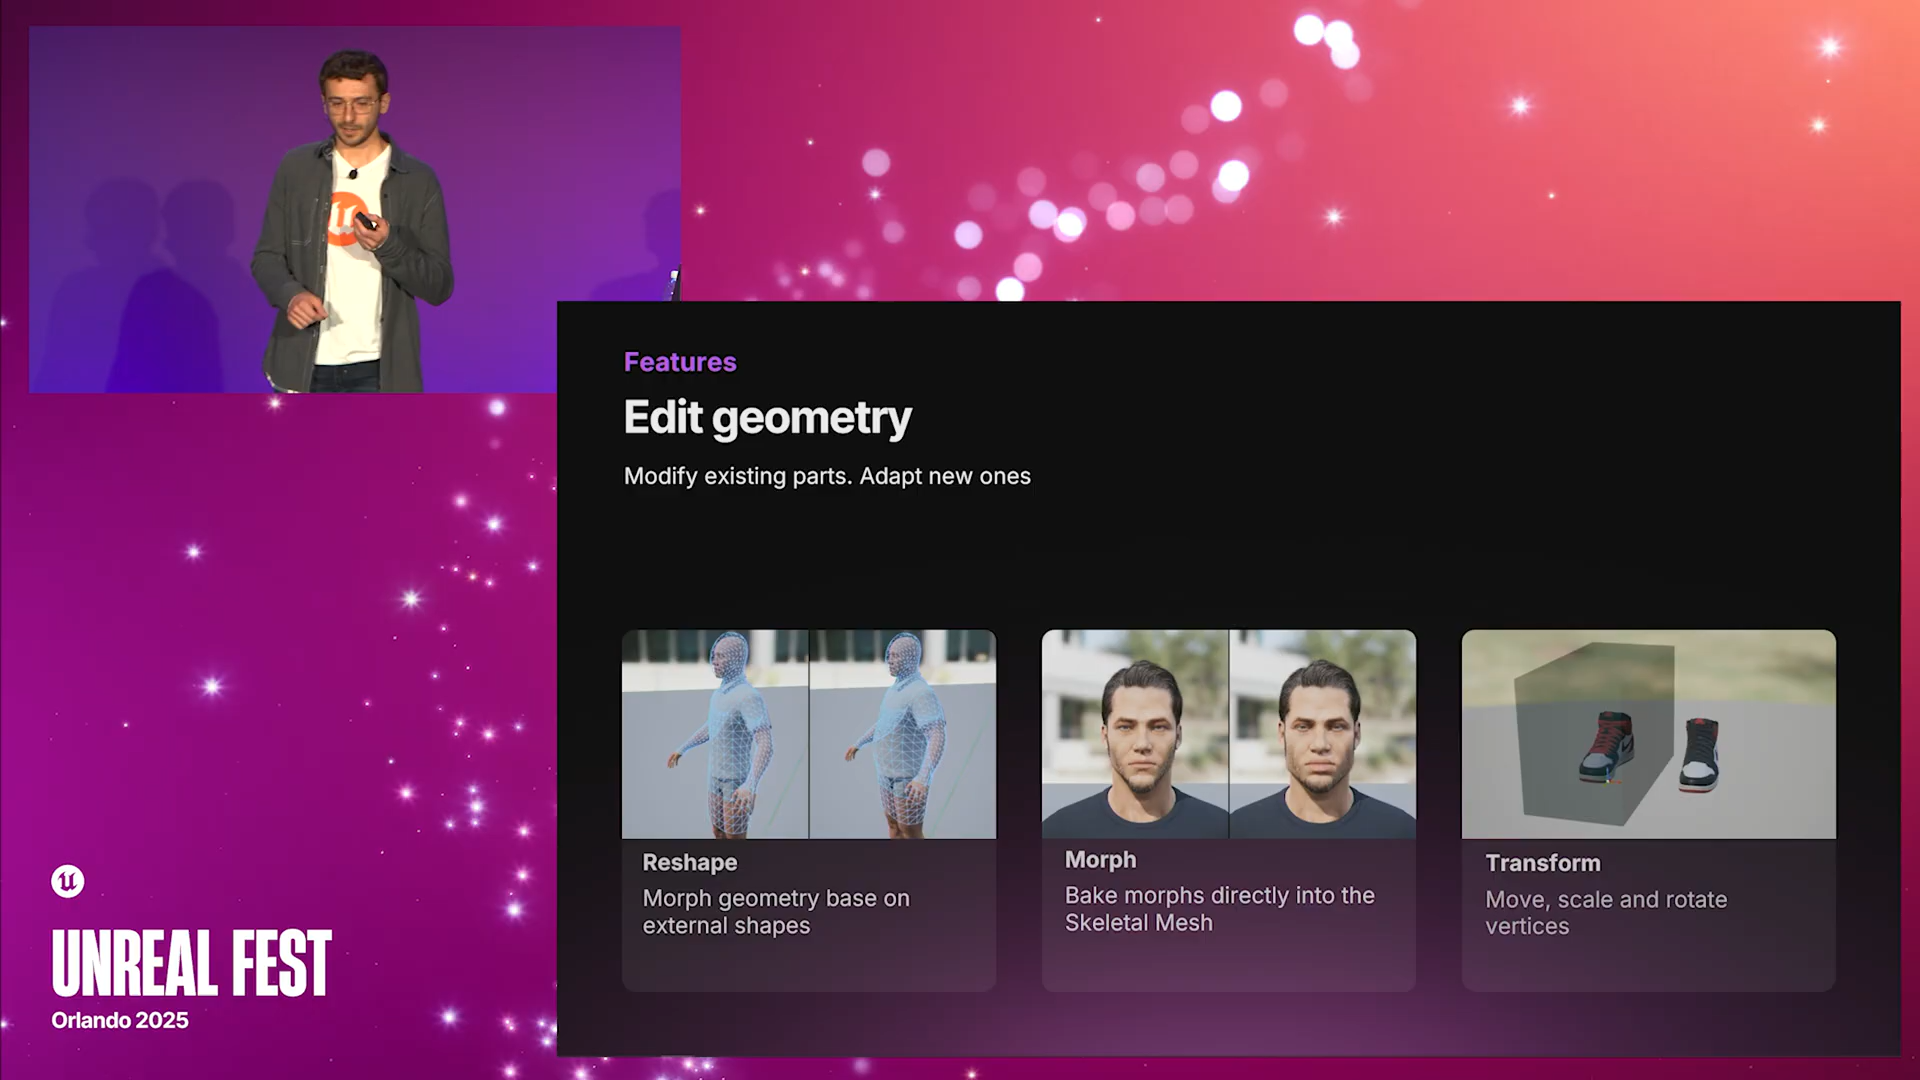 Features
Edit geometry
Modify existing parts. Adapt new ones
Reshape
Morph geometry base on
external shapes
Morph
Bake morphs directly into the
Skeletal Mesh
Transform
Move, scale and rotate
vertices
UNREAL FEST
Orlando 2025